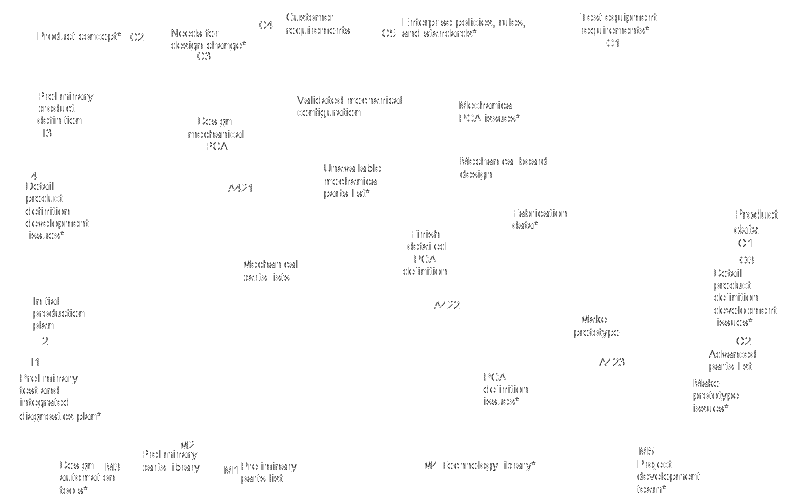 Product concept* C2
Needs for
design change*
C3
C4
Customer
requirements
C5 Enterprise policies, rules,
and standards*
Test equipment
requirements*
C1
Preliminary
product
definition
I3
Design
mechanical
PCA
Validated mechanical
configuration
Mechanical
PCA issues*
4
Detail
product
definition
development
issues*
A421
Unavailable
mechanical
parts list*
Mechanical board
design
Fabrication
data*
Finish
detailed
PCA
definition
Product
data
O1
Mechanical
parts lists
O3
Detail
product
definition
development
issues*
Initial
production
plan
2
A422
Make
prototype
O2
Advanced
parts list
I1
Preliminary
test and
integrated
diagnostics plan*
A423
PCA
definition
issues*
Make
prototype
issues*
Design M3
automation
tools*
M2
Preliminary
parts library
M1 Preliminary
parts list
M4 Technology library*
M5
Product
development
team*